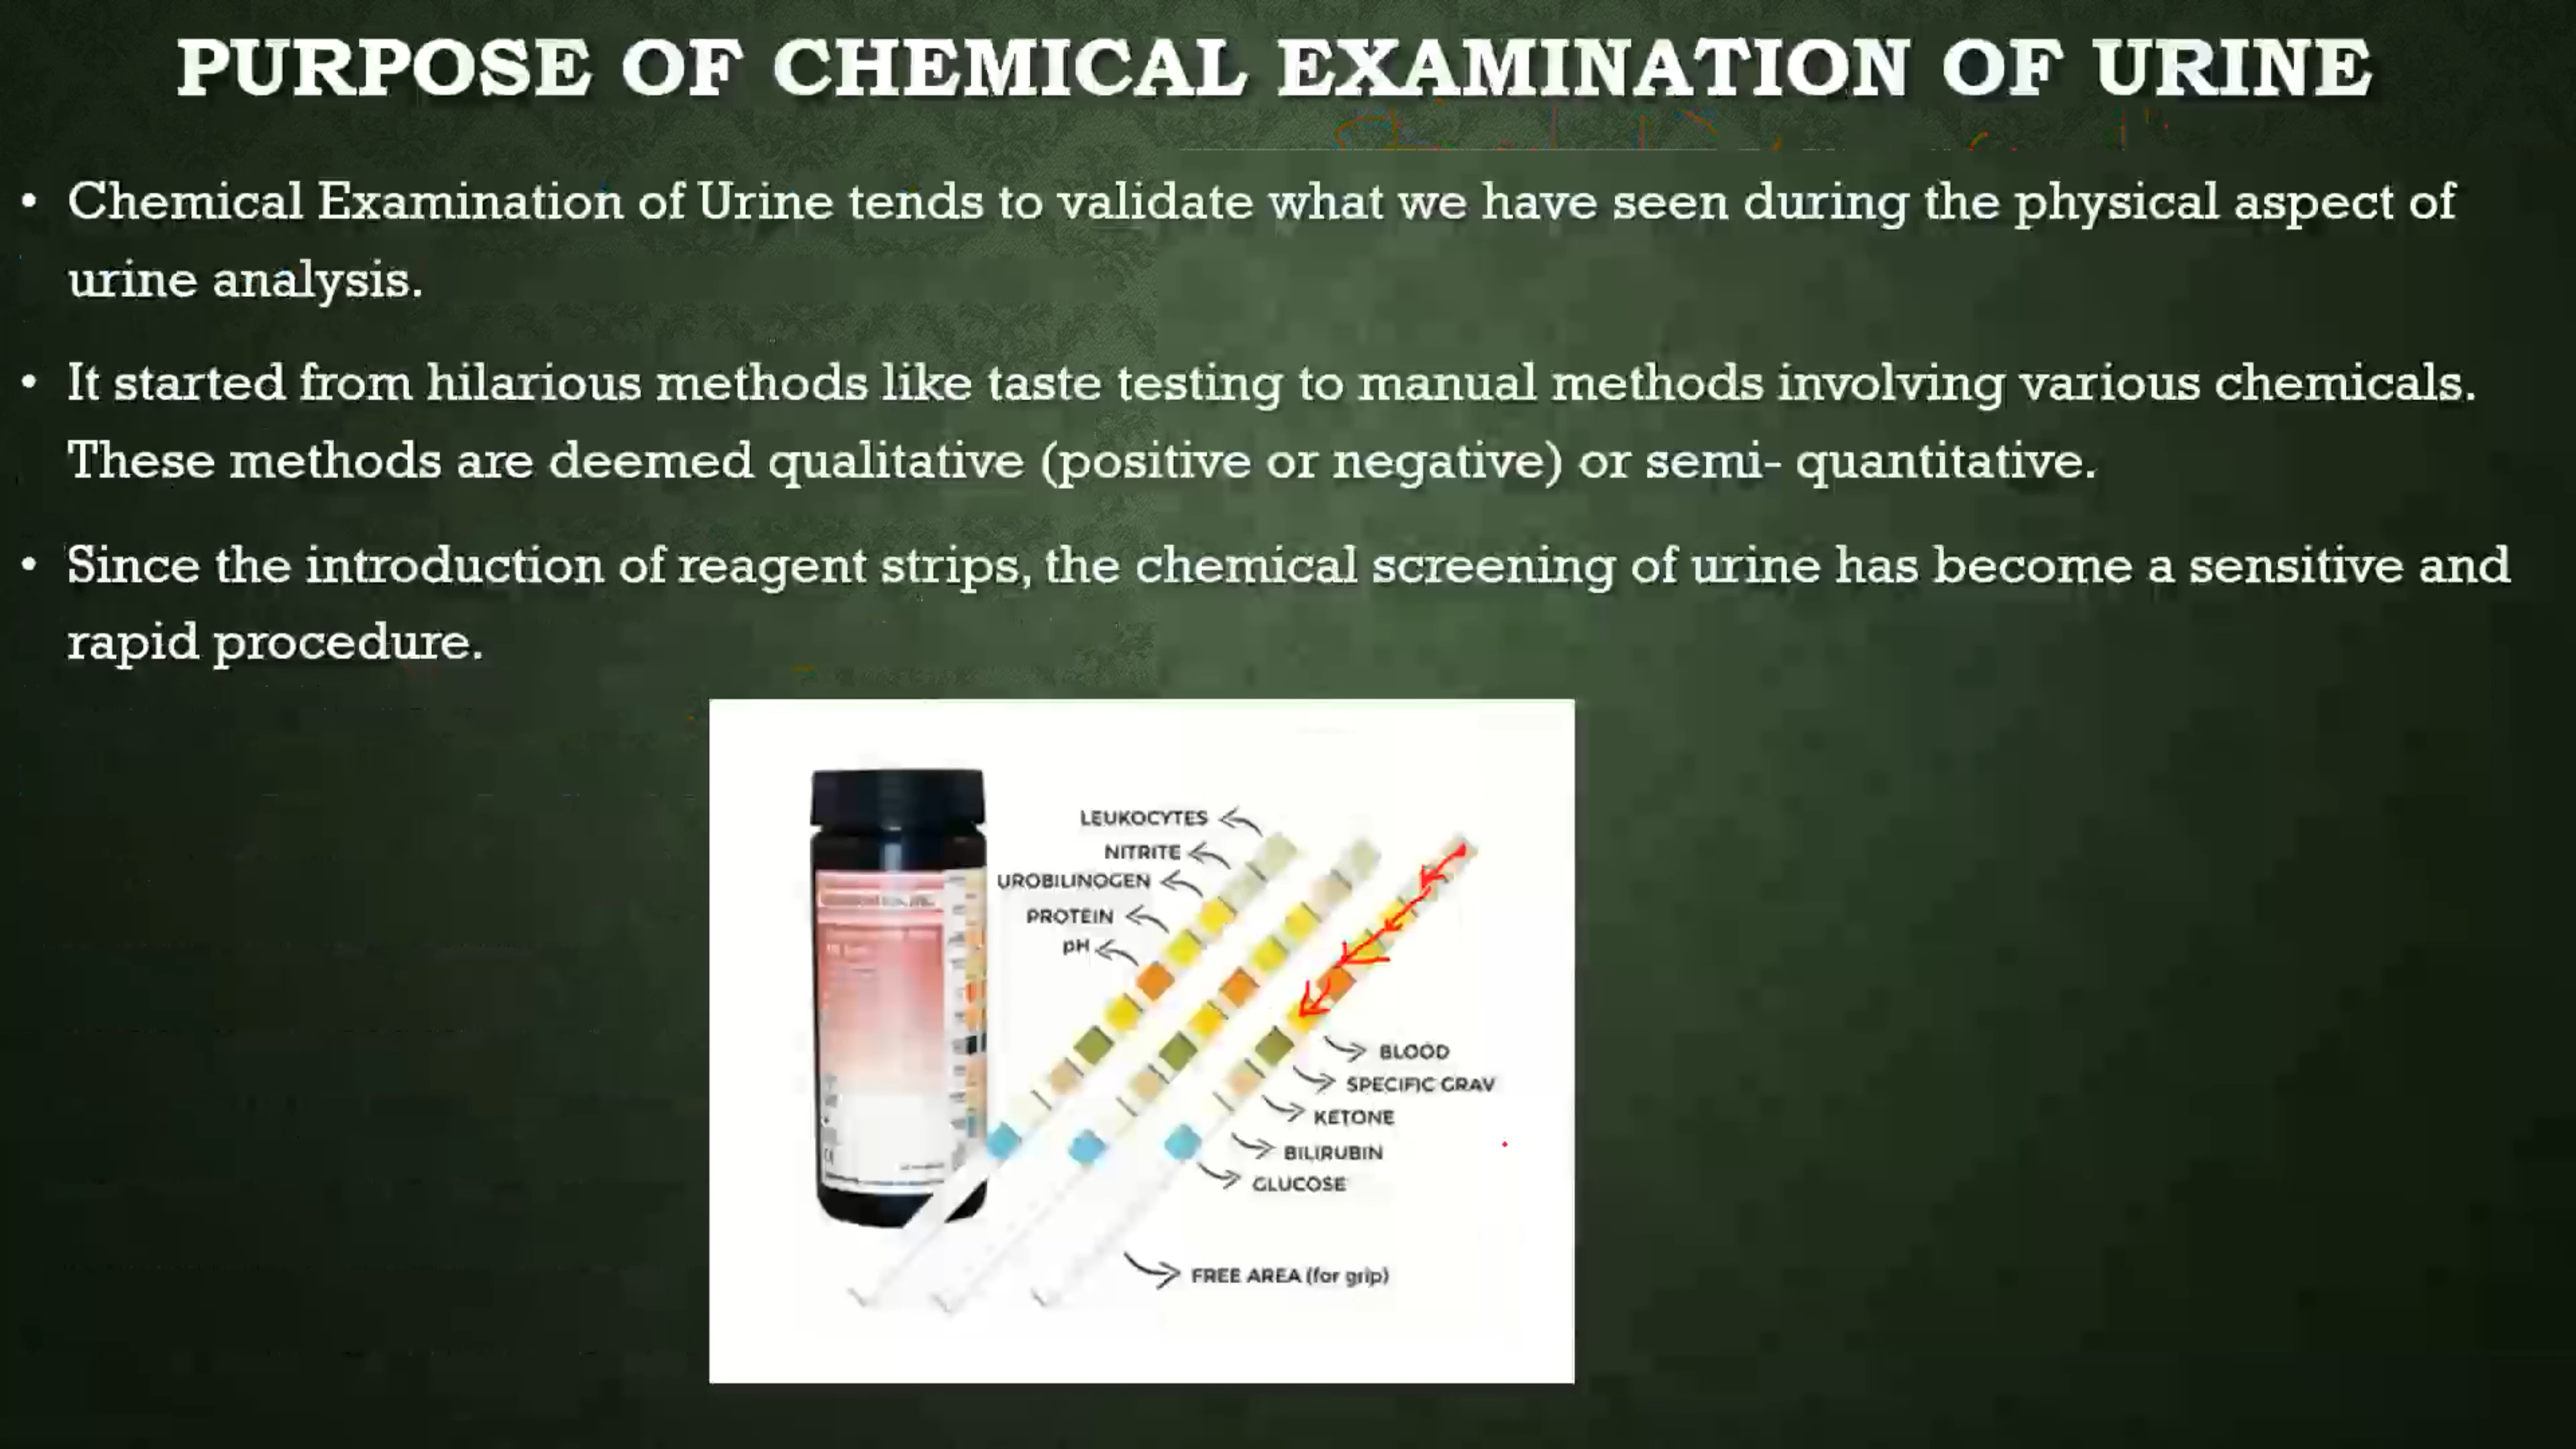 PURPOSE OF CHEMICAL EXAMINATION OF URINE
• Chemical Examination of Urine tends to validate what we have seen during the physical aspect of
urine analysis.
• It started from hilarious methods like taste testing to manual methods involving various chemicals.
These methods are deemed qualitative (positive or negative) or semi- quantitative.
• Since the introduction of reagent strips, the chemical screening of urine has become a sensitive and
rapid procedure.
LEUKOCYTES
NITRITE
UROBILINOGEN
PROTEIN
pH
BLOOD
SPECIFIC GRAV
KETONE
BILIRUBIN
GLUCOSE
FREE AREA (for grip)